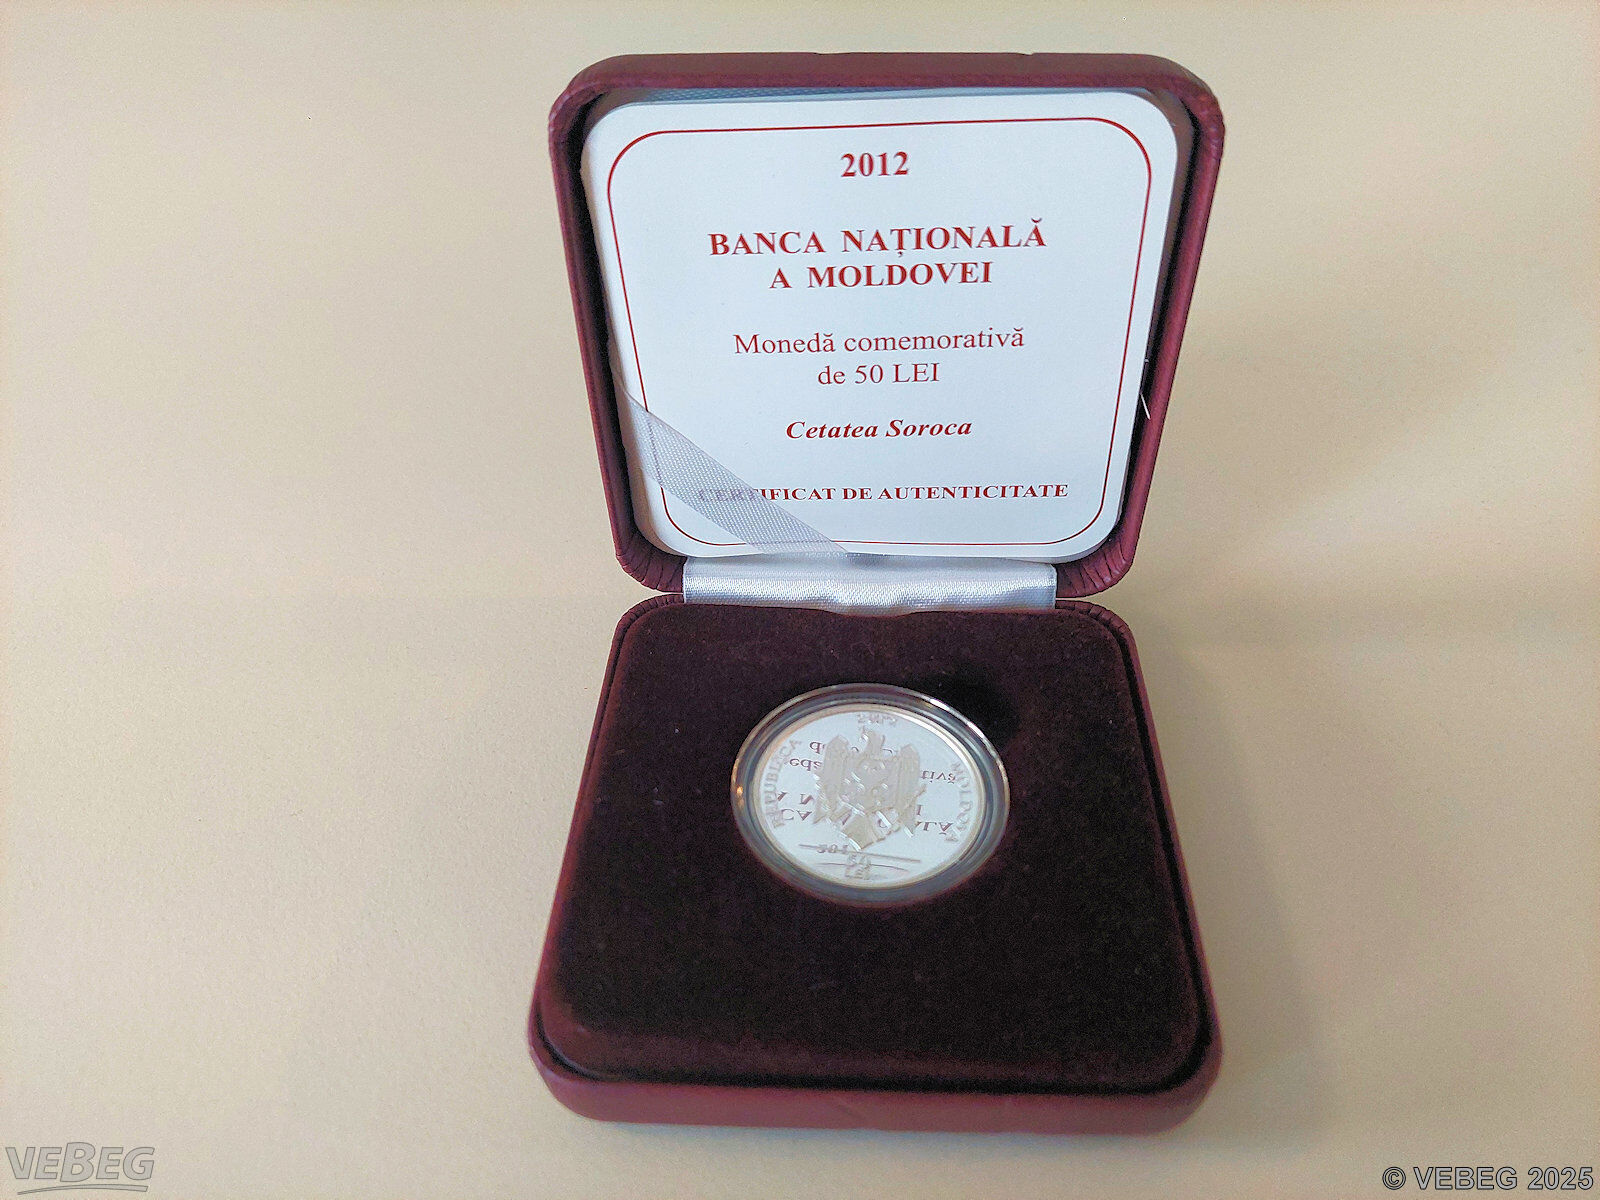 2012
BANCA NAȚIONALĂ
A MOLDOVEI
Monedă comemorativă
de 50 LEI
Cetatea Soroca
CERTIFICAT DE AUTENTICITATE
2012
REPUBLICA MOLDOVA
50
LEI
VEBEG
© VEBEG 2025